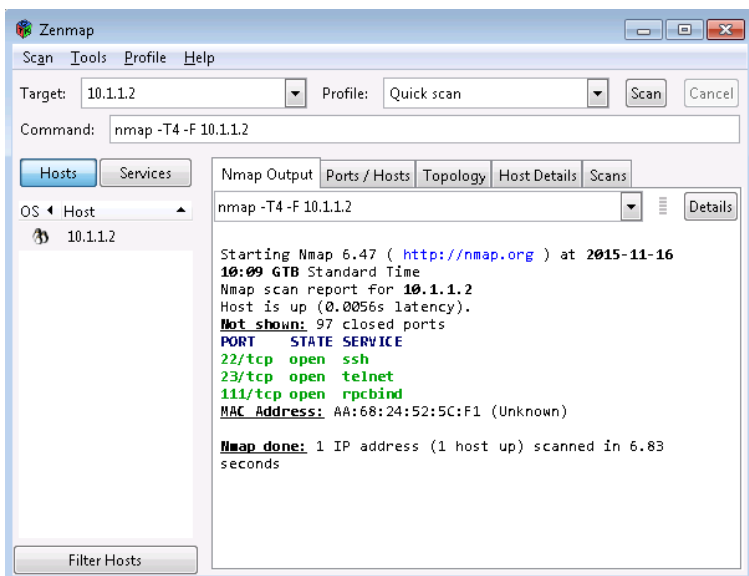 Zenmap
Scan Tools Profile Help
Target: 10.1.1.2 Profile: Quick scan Scan Cancel
Command: nmap -T4 -F 10.1.1.2
Hosts Services Nmap Output Ports / Hosts Topology Host Details Scans
OS Host nmap -T4 -F 10.1.1.2 Details
10.1.1.2
Starting Nmap 6.47 ( http://nmap.org ) at 2015-11-16
10:09 GTB Standard Time
Nmap scan report for 10.1.1.2
Host is up (0.0056s latency).
Not shown: 97 closed ports
PORT STATE SERVICE
22/tcp open ssh
23/tcp open telnet
111/tcp open rpcbind
MAC Address: AA:68:24:52:5C:F1 (Unknown)
Nmap done: 1 IP address (1 host up) scanned in 6.83
seconds
Filter Hosts